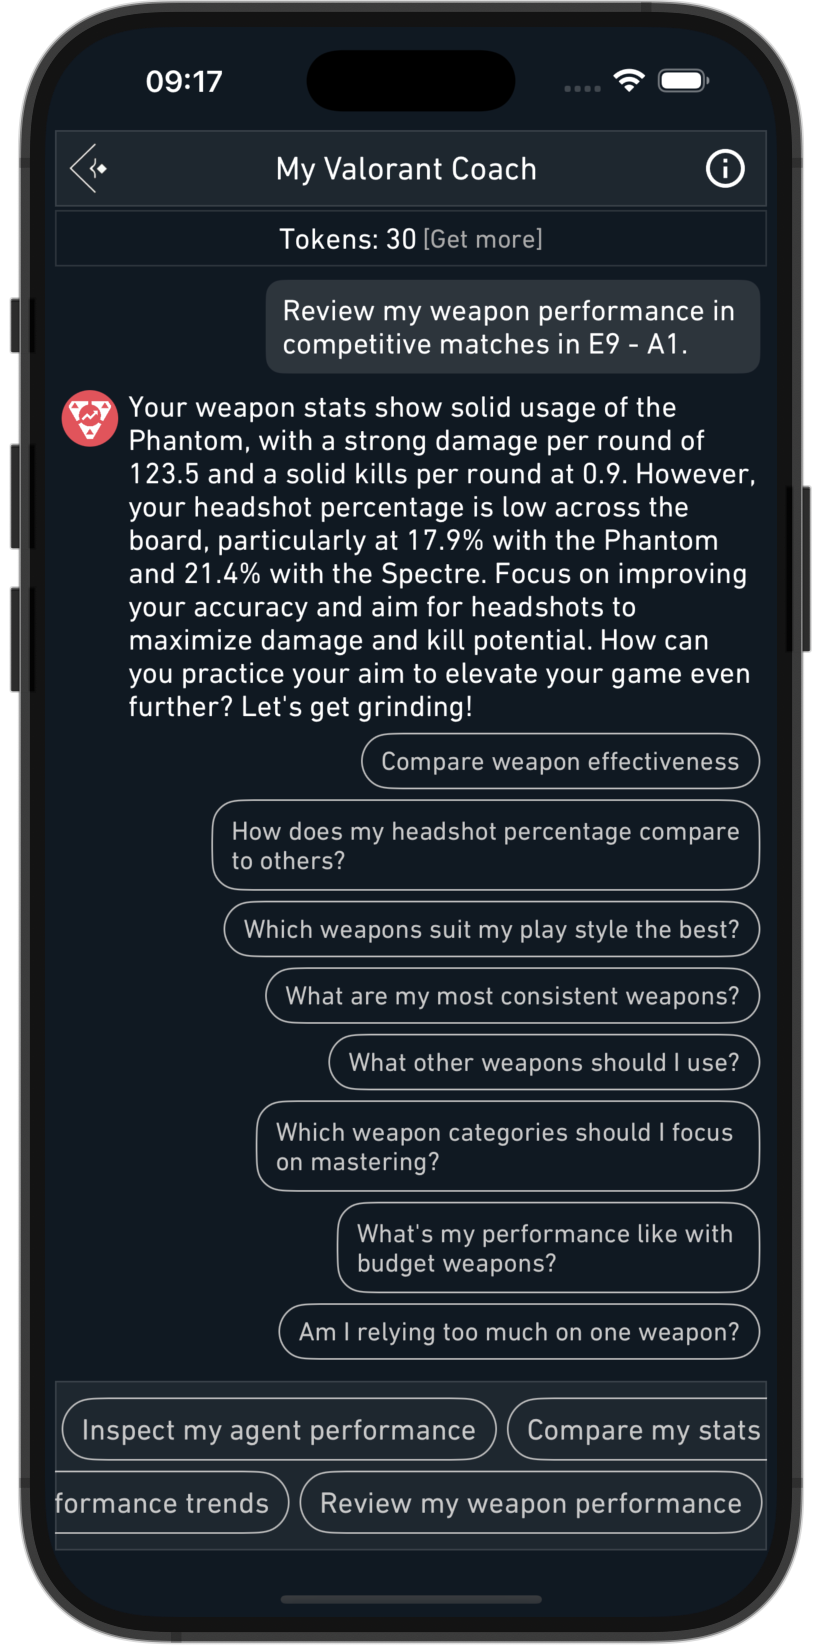 09:17
My Valorant Coach
Tokens: 30 [Get more]
Review my weapon performance in
competitive matches in E9 - A1.
Your weapon stats show solid usage of the
Phantom, with a strong damage per round of
123.5 and a solid kills per round at 0.9. However,
your headshot percentage is low across the
board, particularly at 17.9% with the Phantom
and 21.4% with the Spectre. Focus on improving
your accuracy and aim for headshots to
maximize damage and kill potential. How can
you practice your aim to elevate your game even
further? Let's get grinding!
Compare weapon effectiveness
How does my headshot percentage compare
to others?
Which weapons suit my play style the best?
What are my most consistent weapons?
What other weapons should I use?
Which weapon categories should I focus
on mastering?
What's my performance like with
budget weapons?
Am I relying too much on one weapon?
Inspect my agent performance
Compare my stats
formance trends
Review my weapon performance